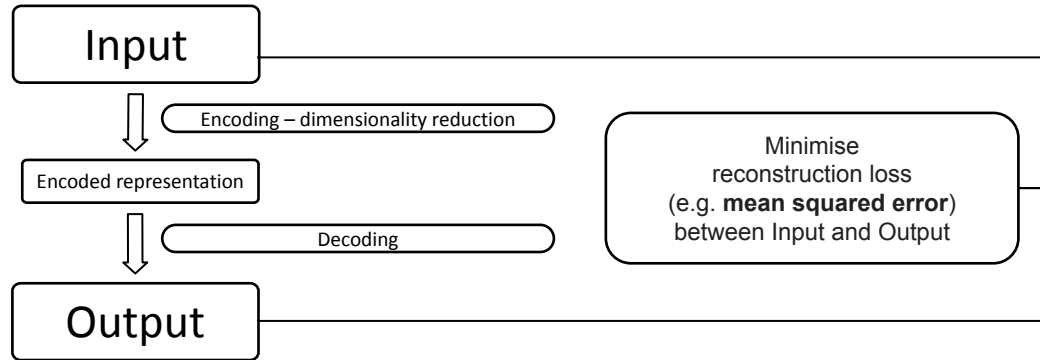 Input
Encoding – dimensionality reduction
Encoded representation
Decoding
Output
Minimise
reconstruction loss
(e.g. mean squared error)
between Input and Output